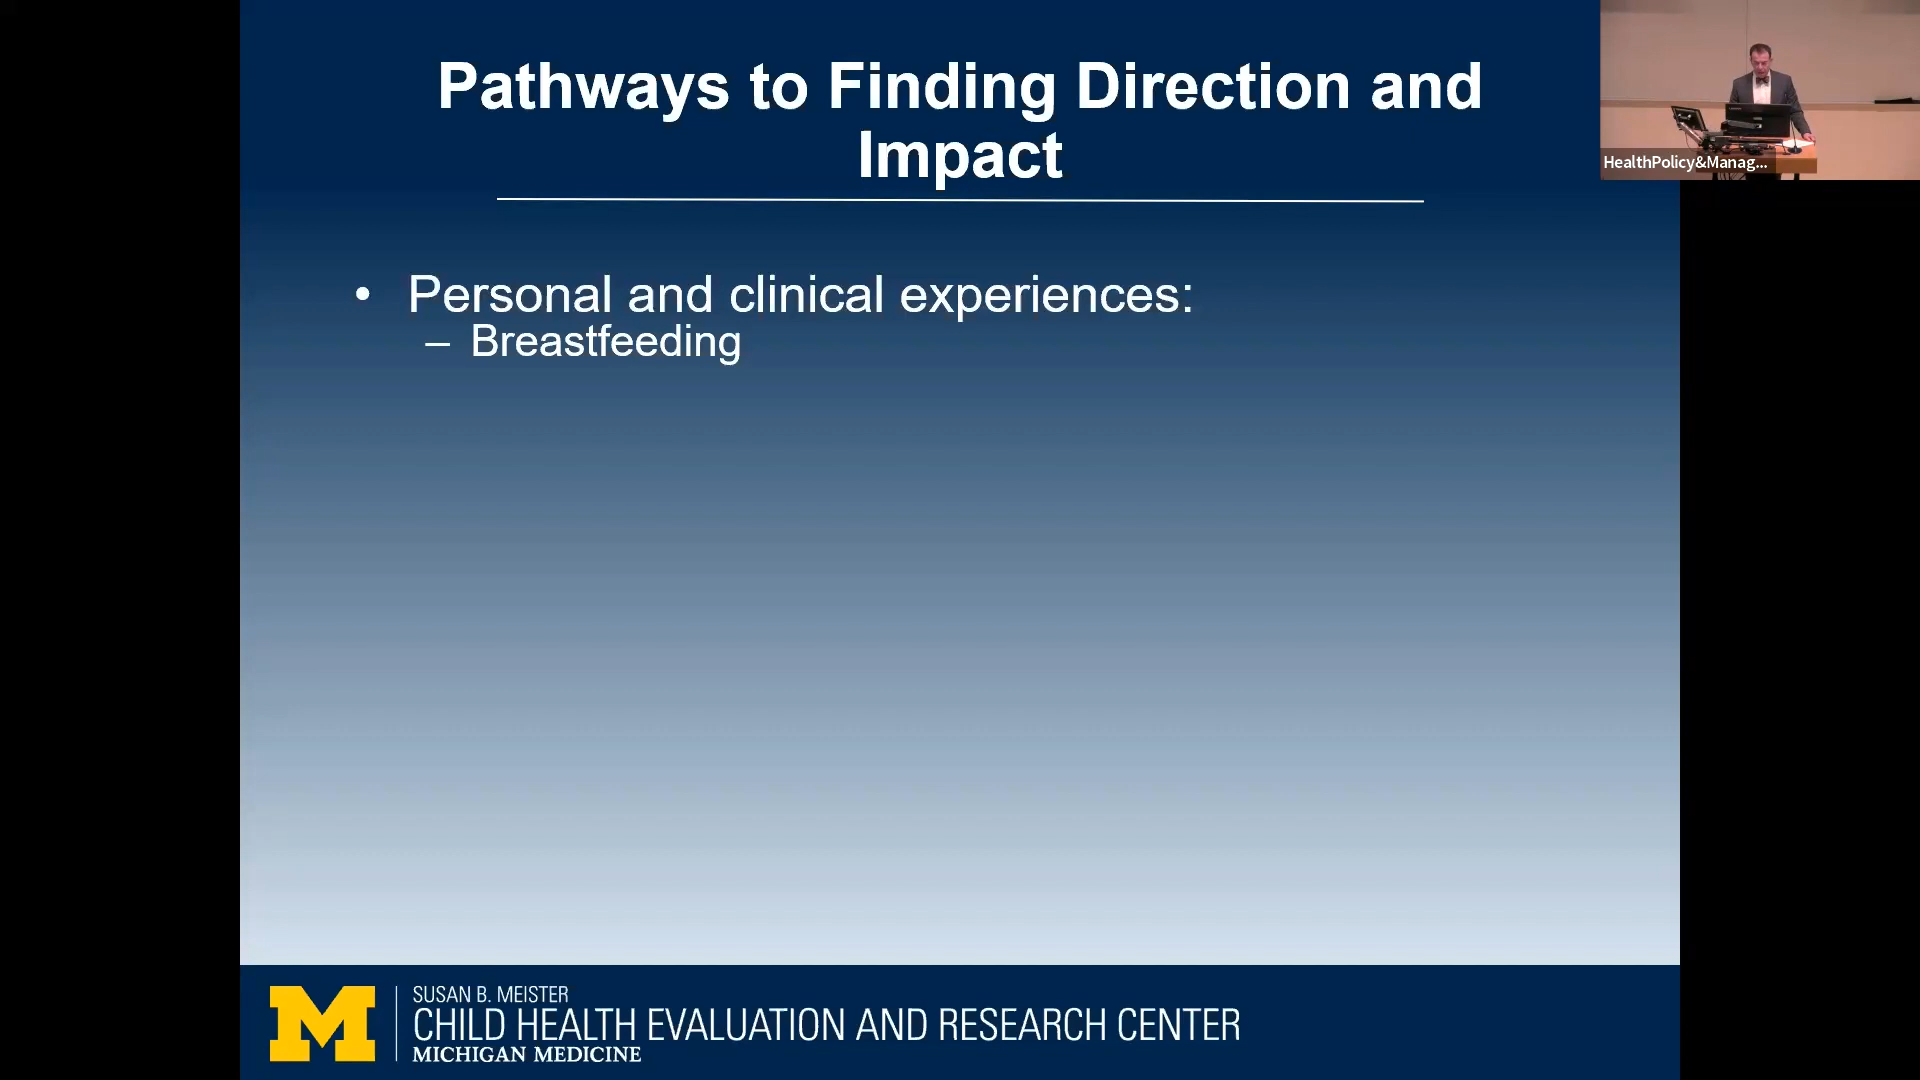 Pathways to Finding Direction and
Impact
• Personal and clinical experiences:
– Breastfeeding
HealthPolicy&Manag...
M
SUSAN B. MEISTER
CHILD HEALTH EVALUATION AND RESEARCH CENTER
MICHIGAN MEDICINE